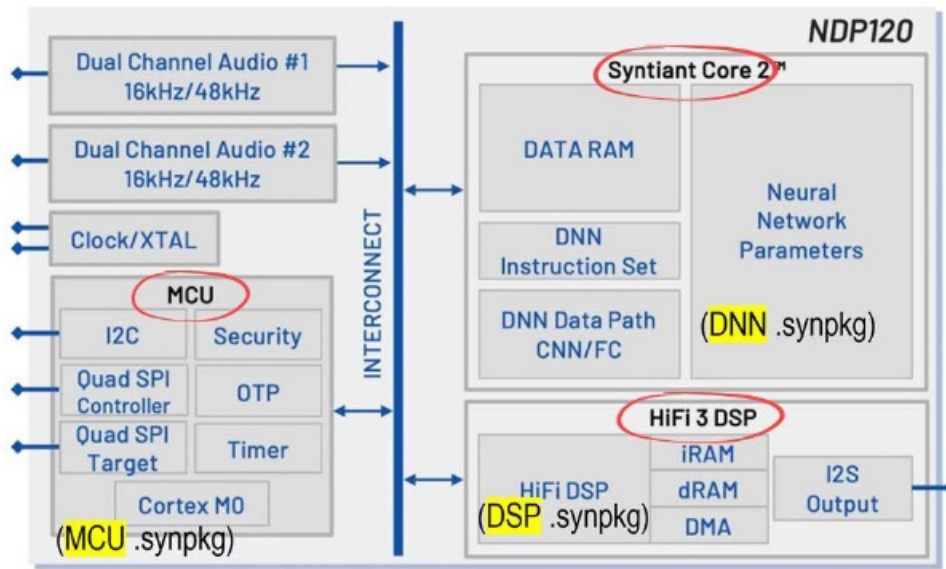 NDP120
Dual Channel Audio #1
16kHz/48kHz
Dual Channel Audio #2
16kHz/48kHz
Clock/XTAL
MCU
I2C
Security
Quad SPI
Controller
OTP
Quad SPI
Target
Timer
Cortex M0
(MCU .synpkg)
INTERCONNECT
Syntiant Core 2™
DATA RAM
DNN
Instruction Set
DNN Data Path
CNN/FC
Neural
Network
Parameters
(DNN .synpkg)
HiFi 3 DSP
HiFi DSP
(DSP .synpkg)
iRAM
dRAM
DMA
I2S
Output